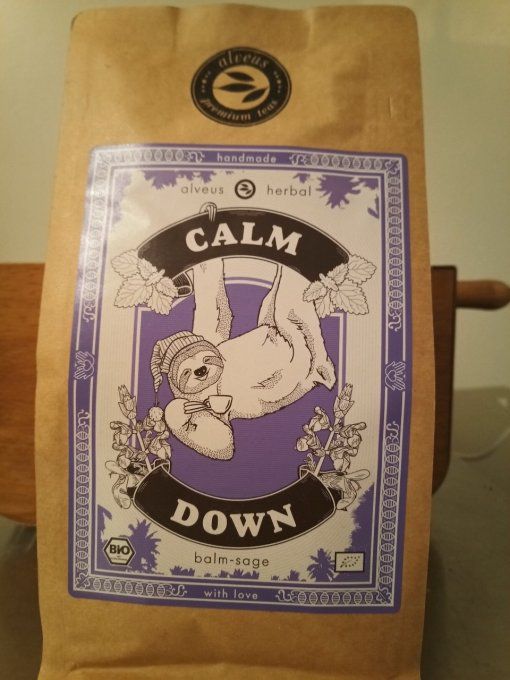 alveus
premium teas
handmade
alveus herbal
CALM
DOWN
balm-sage
BIO
with love